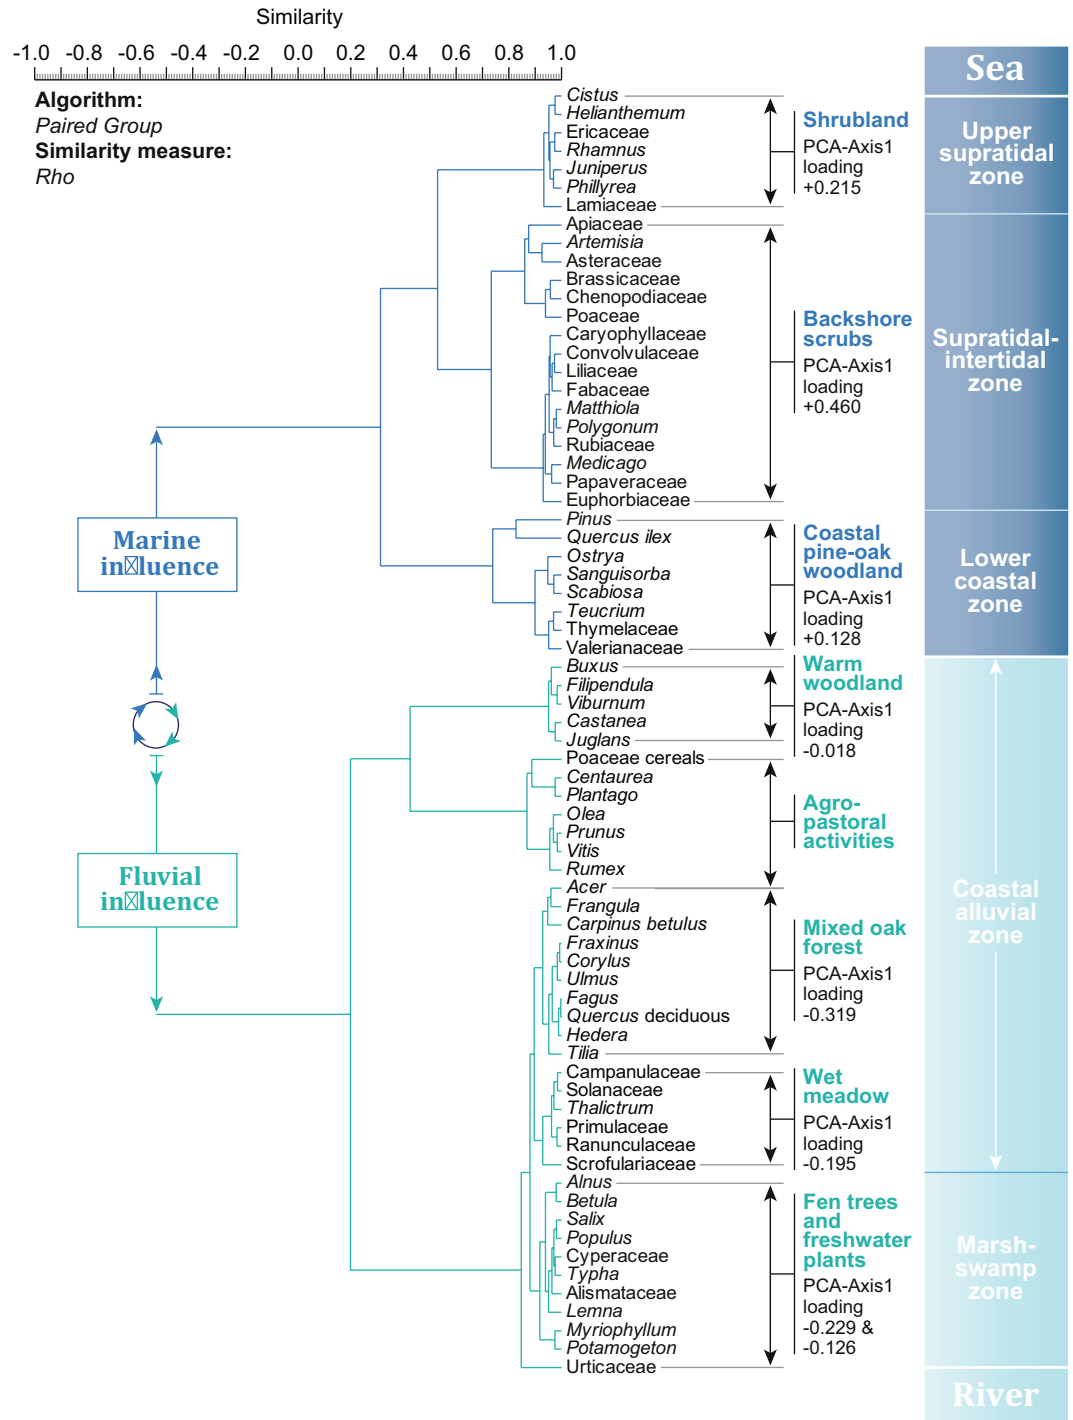 Similarity
-1.0 -0.8 -0.6 -0.4 -0.2 0.0 0.2 0.4 0.6 0.8 1.0
Algorithm:
Paired Group
Similarity measure:
Rho
Cistus
Helianthemum
Ericaceae
Rhamnus
Juniperus
Phillyrea
Lamiaceae
Apiaceae
Artemisia
Asteraceae
Brassicaceae
Chenopodiaceae
Poaceae
Caryophyllaceae
Convolvulaceae
Liliaceae
Fabaceae
Matthiola
Polygonum
Rubiaceae
Medicago
Papaveraceae
Euphorbiaceae
Pinus
Quercus ilex
Ostrya
Sanguisorba
Scabiosa
Teucrium
Thymelaceae
Valerianaceae
Buxus
Filipendula
Viburnum
Castanea
Juglans
Poaceae cereals
Centaurea
Plantago
Olea
Prunus
Vitis
Rumex
Acer
Frangula
Carpinus betulus
Fraxinus
Corylus
Ulmus
Fagus
Quercus deciduous
Hedera
Tilia
Campanulaceae
Solanaceae
Thalictrum
Primulaceae
Ranunculaceae
Scrofulariaceae
Alnus
Betula
Salix
Populus
Cyperaceae
Typha
Alismataceae
Lemna
Myriophyllum
Potamogeton
Urticaceae
Marine
in☒luence
Fluvial
in☒luence
Shrubland
PCA-Axis1
loading
+0.215
Backshore
scrubs
PCA-Axis1
loading
+0.460
Coastal
pine-oak
woodland
PCA-Axis1
loading
+0.128
Warm
woodland
PCA-Axis1
loading
-0.018
Agro-
pastoral
activities
Mixed oak
forest
PCA-Axis1
loading
-0.319
Wet
meadow
PCA-Axis1
loading
-0.195
Fen trees
and
freshwater
plants
PCA-Axis1
loading
-0.229 &
-0.126
Sea
Upper
supratidal
zone
Supratidal-
intertidal
zone
Lower
coastal
zone
Coastal
alluvial
zone
Marsh-
swamp
zone
River